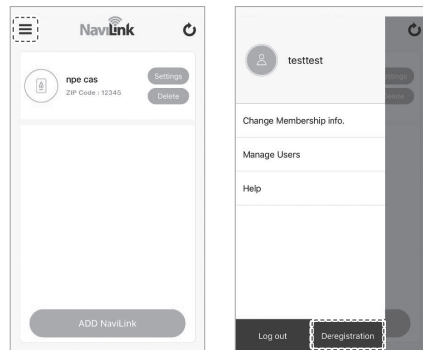 NaviLink
npe cas
ZIP Code : 12345
Settings
Delete
ADD NaviLink
testtest
Change Membership info.
Manage Users
Help
Log out
Deregistration